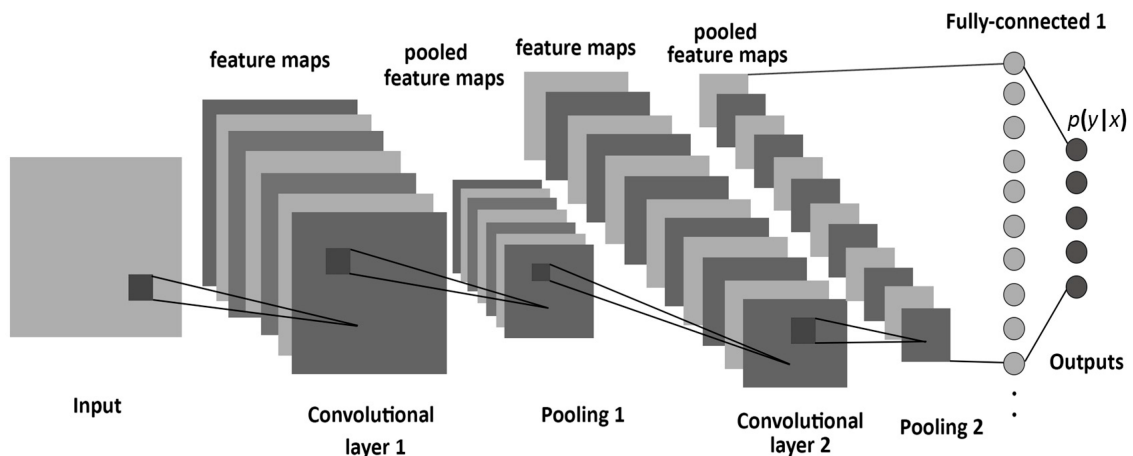 feature maps
pooled
feature maps
feature maps
pooled
feature maps
Fully-connected 1
p(y|x)
Outputs
Input
Convolutional
layer 1
Pooling 1
Convolutional
layer 2
Pooling 2